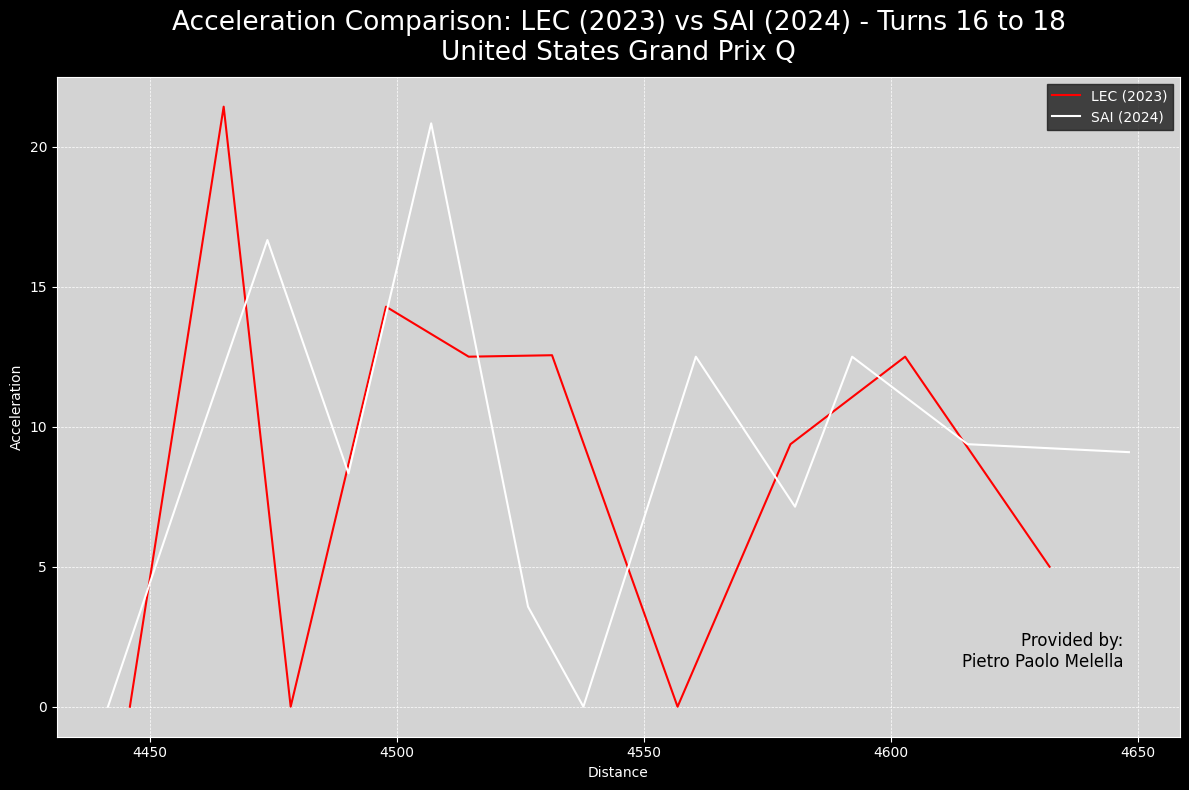 Acceleration Comparison: LEC (2023) vs SAI (2024) - Turns 16 to 18
United States Grand Prix Q
LEC (2023)
SAI (2024)
20
15
10
5
0
Acceleration
Provided by:
Pietro Paolo Melella
4450
4500
4550
4600
4650
Distance